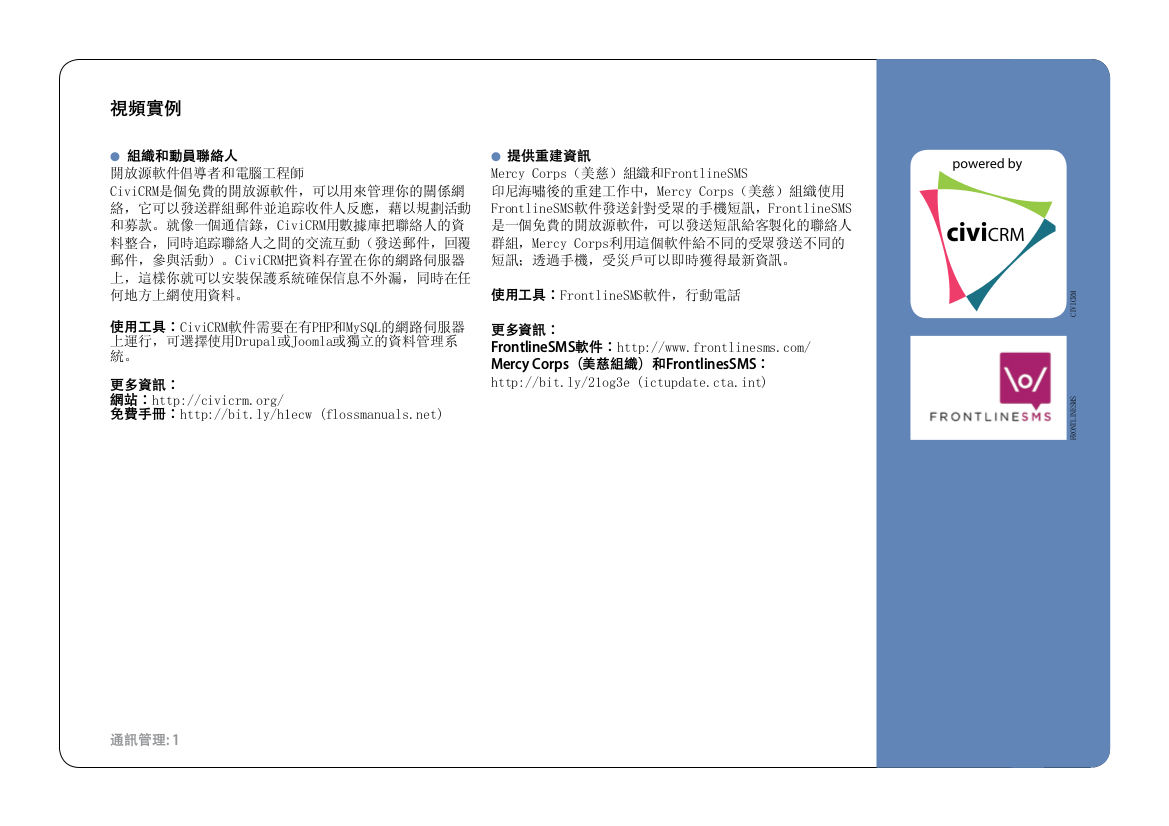 視頻實例
● 組織和動員聯絡人
開放源軟件倡導者和電腦工程師
CiviCRM是個免費的開放源軟件，可以用來管理你的關係網
絡，它可以發送群組郵件並追踪收件人反應，藉以規劃活動
和募款。就像一個通信錄，CiviCRM用數據庫把聯絡人的資
料整合，同時追踪聯絡人之間的交流互動（發送郵件，回覆
郵件，參與活動）。CiviCRM把資料存置在你的網路伺服器
上，這樣你就可以安裝保護系統確保信息不外漏，同時在任
何地方上網使用資料。
使用工具：CiviCRM軟件需要在有PHP和MySQL的網路伺服器
上運行，可選擇使用Drupal或Joomla或獨立的資料管理系
統。
更多資訊：
網站：http://civicrm.org/
免費手冊：http://bit.ly/h1ecw (flossmanuals.net)
● 提供重建資訊
Mercy Corps（美慈）組織和FrontlineSMS
印尼海嘯後的重建工作中，Mercy Corps（美慈）組織使用
FrontlineSMS軟件發送針對受眾的手機短訊，FrontlineSMS
是一個免費的開放源軟件，可以發送短訊給客製化的聯絡人
群組，Mercy Corps利用這個軟件給不同的受眾發送不同的
短訊；透過手機，受災戶可以即時獲得最新資訊。
使用工具：FrontlineSMS軟件，行動電話
更多資訊：
FrontlineSMS軟件：http://www.frontlinesms.com/
Mercy Corps（美慈組織）和FrontlinesSMS：
http://bit.ly/21og3e (ictupdate.cta.int)
powered by
civiCRM
CIVICRM
\o/
FRONTLINESMS
FRONTLINESMS
通訊管理: 1